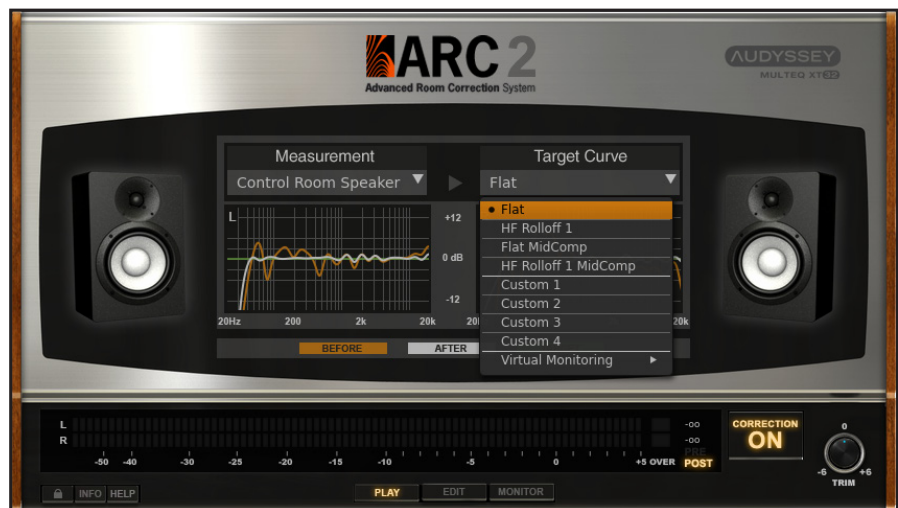 ARC 2
Advanced Room Correction System
AUDYSSEY
MULTEQ XT32
Measurement
Control Room Speaker
Target Curve
Flat
Flat
HF Rolloff 1
Flat MidComp
HF Rolloff 1 MidComp
Custom 1
Custom 2
Custom 3
Custom 4
Virtual Monitoring
L
+12
0 dB
-12
20Hz 200 2k 20k 20 20k
BEFORE AFTER
L
R
-50 -40 -30 -25 -20 -15 -10 -5 0 +5 OVER
-oo
-oo
PRE
POST
CORRECTION
ON
0
-6 +6
TRIM
INFO HELP
PLAY EDIT MONITOR